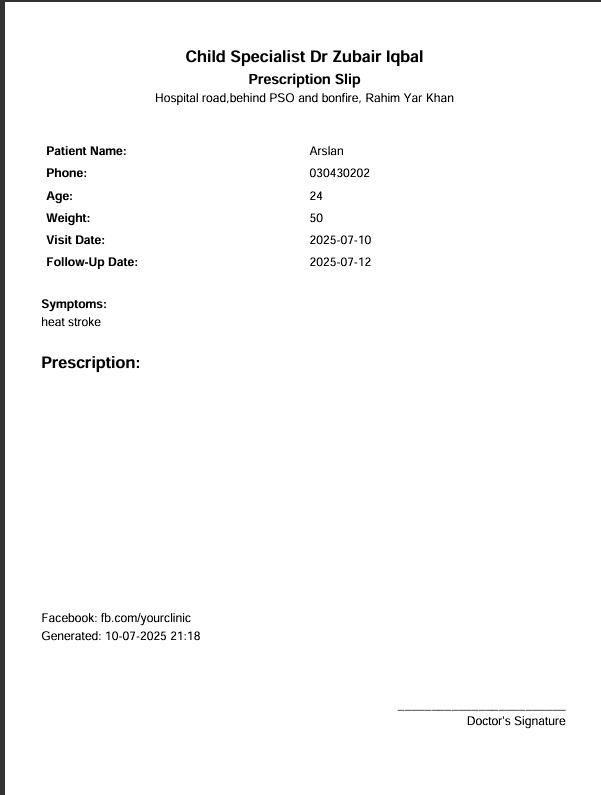 Child Specialist Dr Zubair Iqbal
Prescription Slip
Hospital road,behind PSO and bonfire, Rahim Yar Khan
Patient Name: Arslan
Phone: 030430202
Age: 24
Weight: 50
Visit Date: 2025-07-10
Follow-Up Date: 2025-07-12
Symptoms:
heat stroke
Prescription:
Facebook: fb.com/yourclinic
Generated: 10-07-2025 21:18
Doctor's Signature